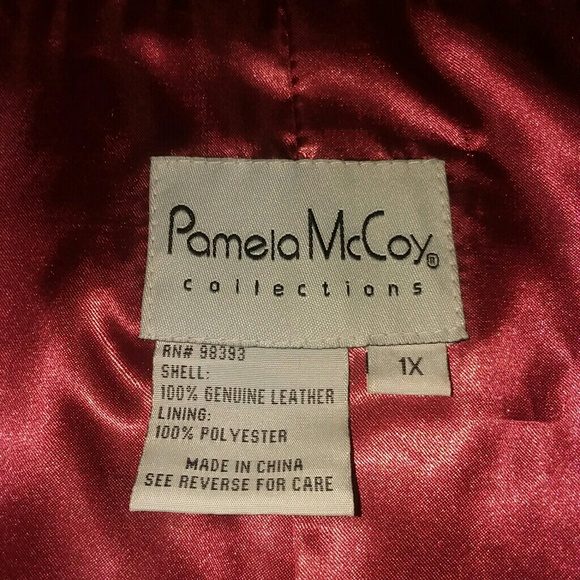 Pamela McCoy®
collections
RN# 98393
SHELL:
100% GENUINE LEATHER
LINING:
100% POLYESTER
MADE IN CHINA
SEE REVERSE FOR CARE
1X